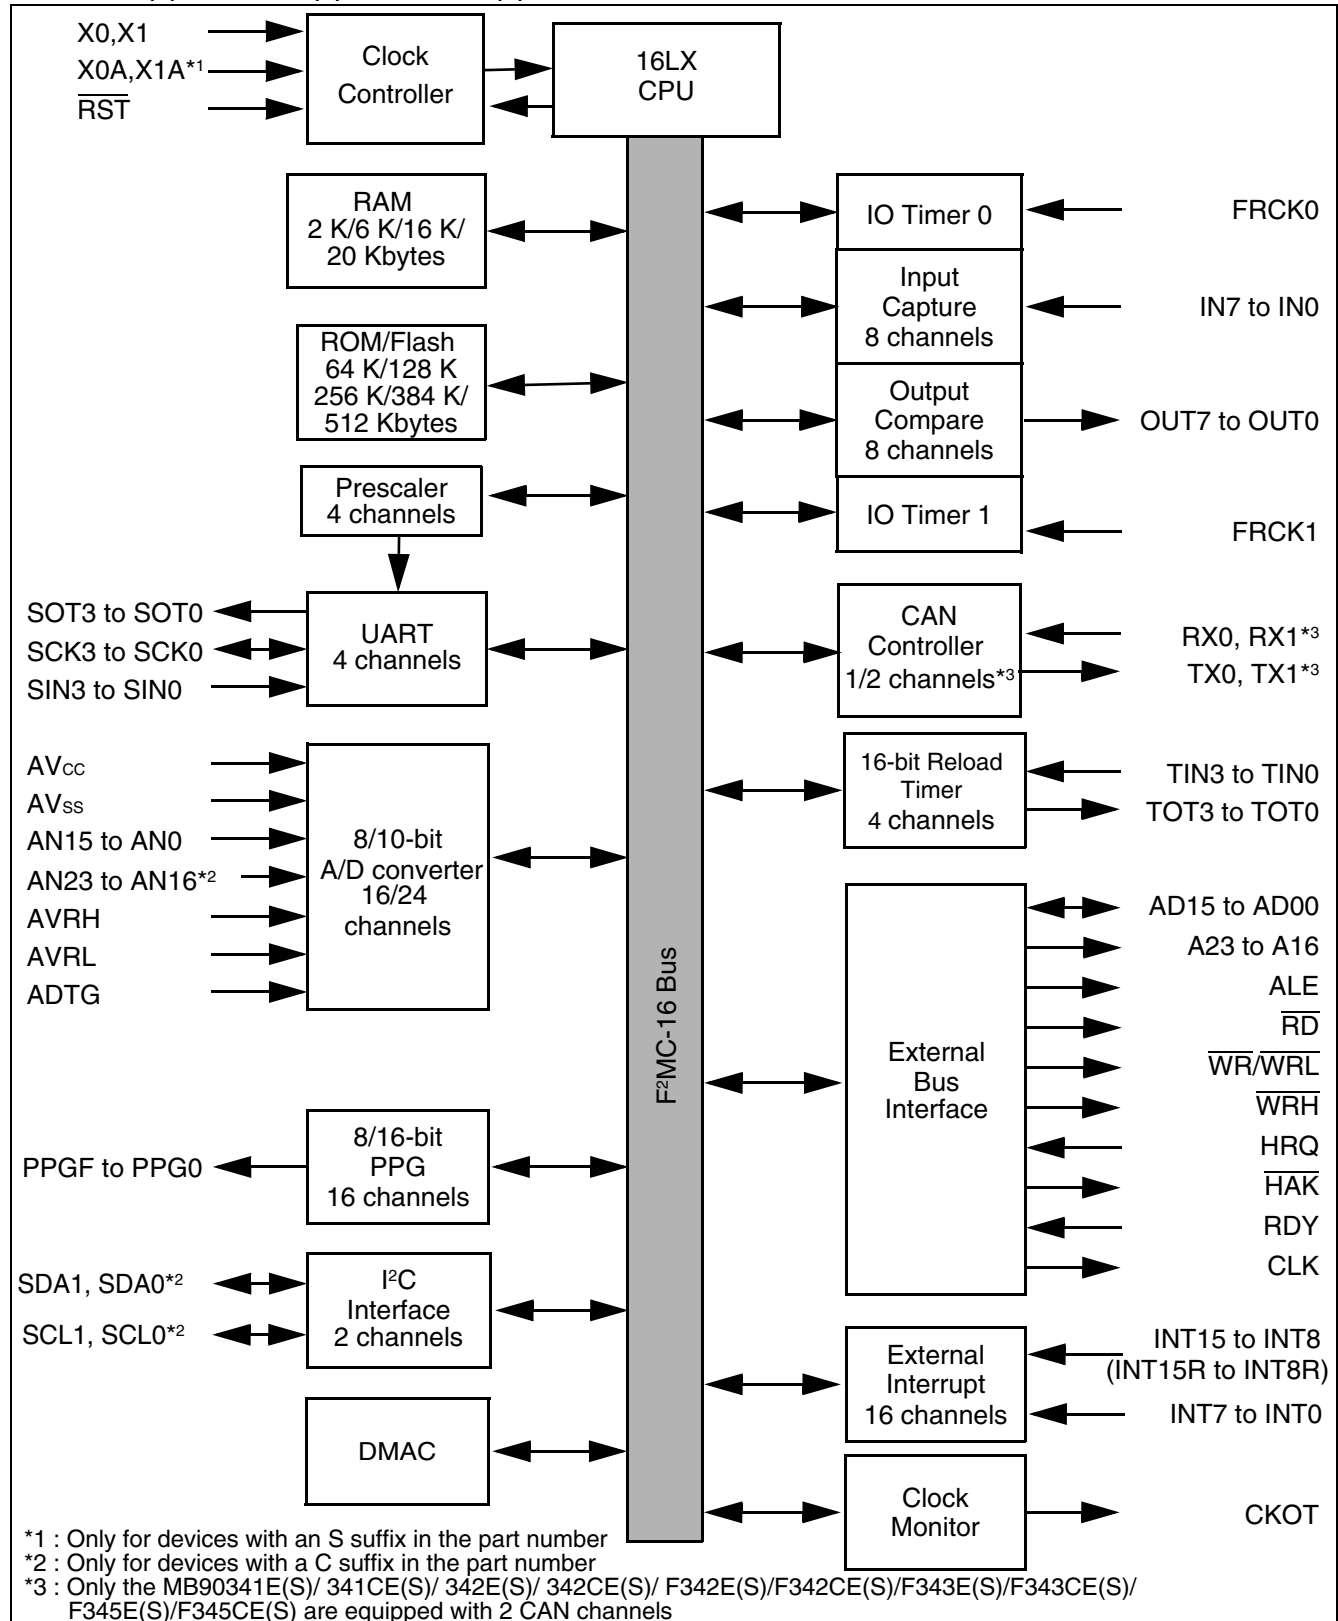 X0,X1
X0A,X1A*1
RST
Clock
Controller
16LX
CPU
RAM
2 K/6 K/16 K/
20 Kbytes
ROM/Flash
64 K/128 K
256 K/384 K/
512 Kbytes
Prescaler
4 channels
SOT3 to SOT0
SCK3 to SCK0
SIN3 to SIN0
UART
4 channels
AVCC
AVSS
AN15 to AN0
AN23 to AN16*2
AVRH
AVRL
ADTG
8/10-bit
A/D converter
16/24
channels
PPGF to PPG0
8/16-bit
PPG
16 channels
SDA1, SDA0*2
SCL1, SCL0*2
I2C
Interface
2 channels
DMAC
F2MC-16 Bus
IO Timer 0
FRCK0
Input
Capture
8 channels
IN7 to IN0
Output
Compare
8 channels
OUT7 to OUT0
IO Timer 1
FRCK1
CAN
Controller
1/2 channels*3
RX0, RX1*3
TX0, TX1*3
16-bit Reload
Timer
4 channels
TIN3 to TIN0
TOT3 to TOT0
External
Bus
Interface
AD15 to AD00
A23 to A16
ALE
RD
WR/WRL
WRH
HRQ
HAK
RDY
CLK
External
Interrupt
16 channels
INT15 to INT8
(INT15R to INT8R)
INT7 to INT0
Clock
Monitor
CKOT
*1 : Only for devices with an S suffix in the part number
*2 : Only for devices with a C suffix in the part number
*3 : Only the MB90341E(S)/ 341CE(S)/ 342E(S)/ 342CE(S)/ F342E(S)/F342CE(S)/F343E(S)/F343CE(S)/
F345E(S)/F345CE(S) are equipped with 2 CAN channels